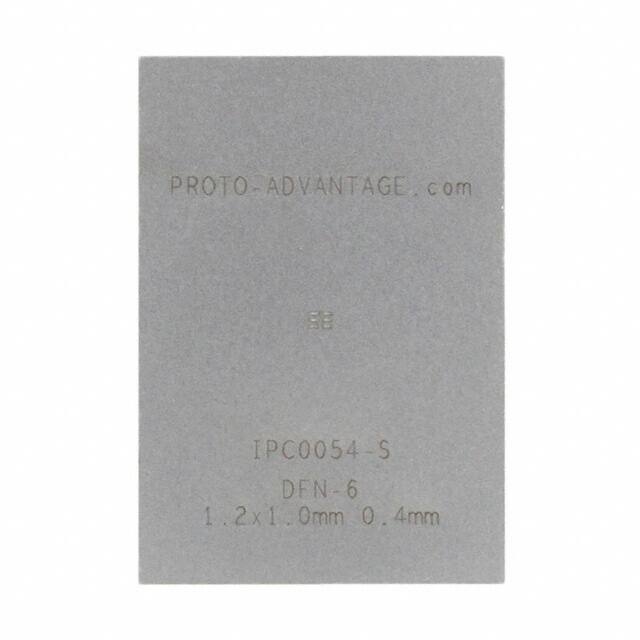 PROTO-ADVANTAGE.com
IPC0054-S
DFN-6
1.2x1.0mm 0.4mm